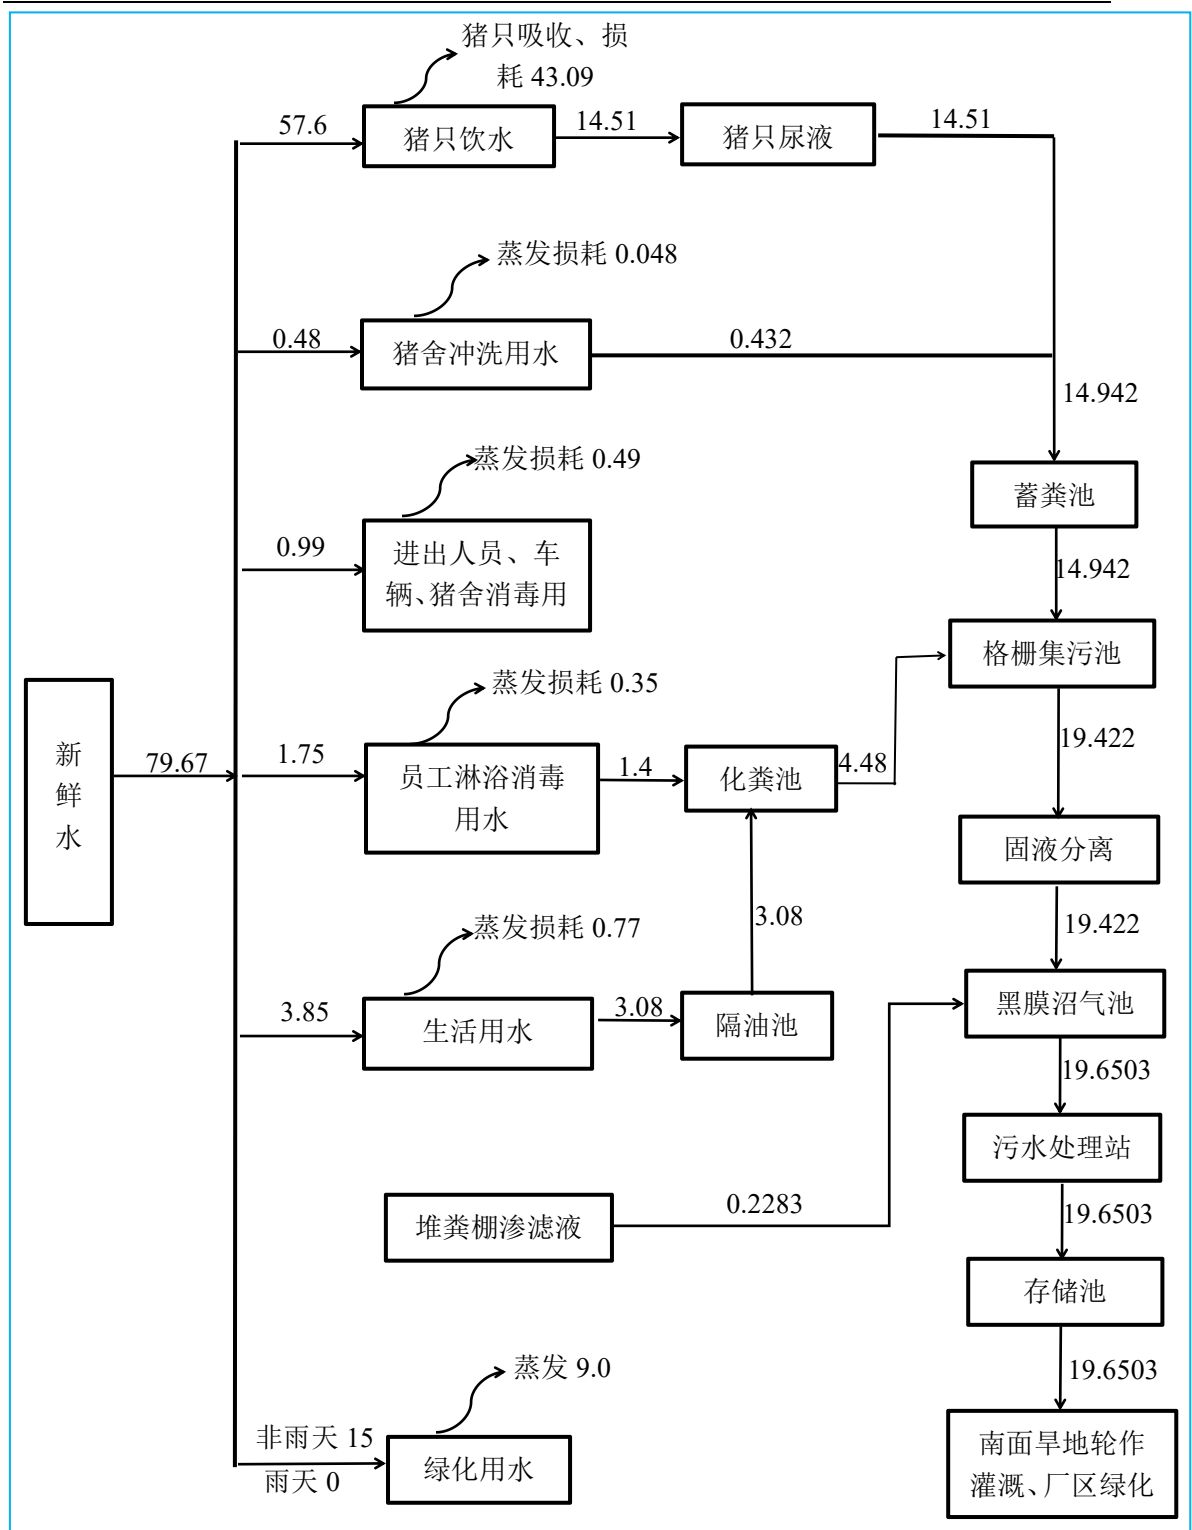 猪只吸收、损
耗 43.09
57.6
猪只饮水
14.51
猪只尿液
14.51
蒸发损耗 0.048
0.48
猪舍冲洗用水
0.432
14.942
蒸发损耗 0.49
蓄粪池
0.99
进出人员、车
辆、猪舍消毒用
14.942
格栅集污池
蒸发损耗 0.35
新
鲜
水
79.67
1.75
员工淋浴消毒
用水
1.4
化粪池
4.48
19.422
固液分离
蒸发损耗 0.77
3.08
19.422
3.85
生活用水
3.08
隔油池
黑膜沼气池
19.6503
污水处理站
堆粪棚渗滤液
0.2283
19.6503
存储池
蒸发 9.0
19.6503
非雨天 15
雨天 0
绿化用水
南面旱地轮作
灌溉、厂区绿化